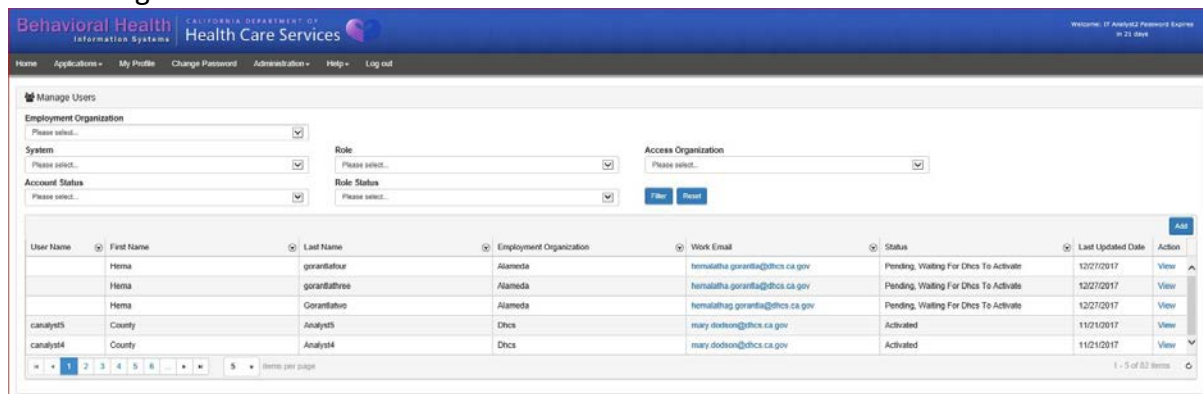 Behavioral Health
Information Systems
CALIFORNIA DEPARTMENT OF
Health Care Services
Welcome: IT Analyst2 Password Expires
in 21 days
Home Applications My Profile Change Password Administration Help Log out
Manage Users
Employment Organization
Please select...
System Role Access Organization
Please select... Please select... Please select...
Account Status Role Status
Please select... Please select... Filter Reset
Add
User Name First Name Last Name Employment Organization Work Email Status Last Updated Date Action
Hema gorantlafour Alameda hemalatha.gorantla@dhcs.ca.gov Pending, Waiting For Dhcs To Activate 12/27/2017 View
Hema gorantlathree Alameda hemalatha.gorantla@dhcs.ca.gov Pending, Waiting For Dhcs To Activate 12/27/2017 View
Hema Gorantlatwo Alameda hemalathag.gorantla@dhcs.ca.gov Pending, Waiting For Dhcs To Activate 12/27/2017 View
canalyst5 County Analyst5 Dhcs mary.dodson@dhcs.ca.gov Activated 11/21/2017 View
canalyst4 County Analyst4 Dhcs mary.dodson@dhcs.ca.gov Activated 11/21/2017 View
1 2 3 4 5 6 ... 5 items per page 1 - 5 of 82 items